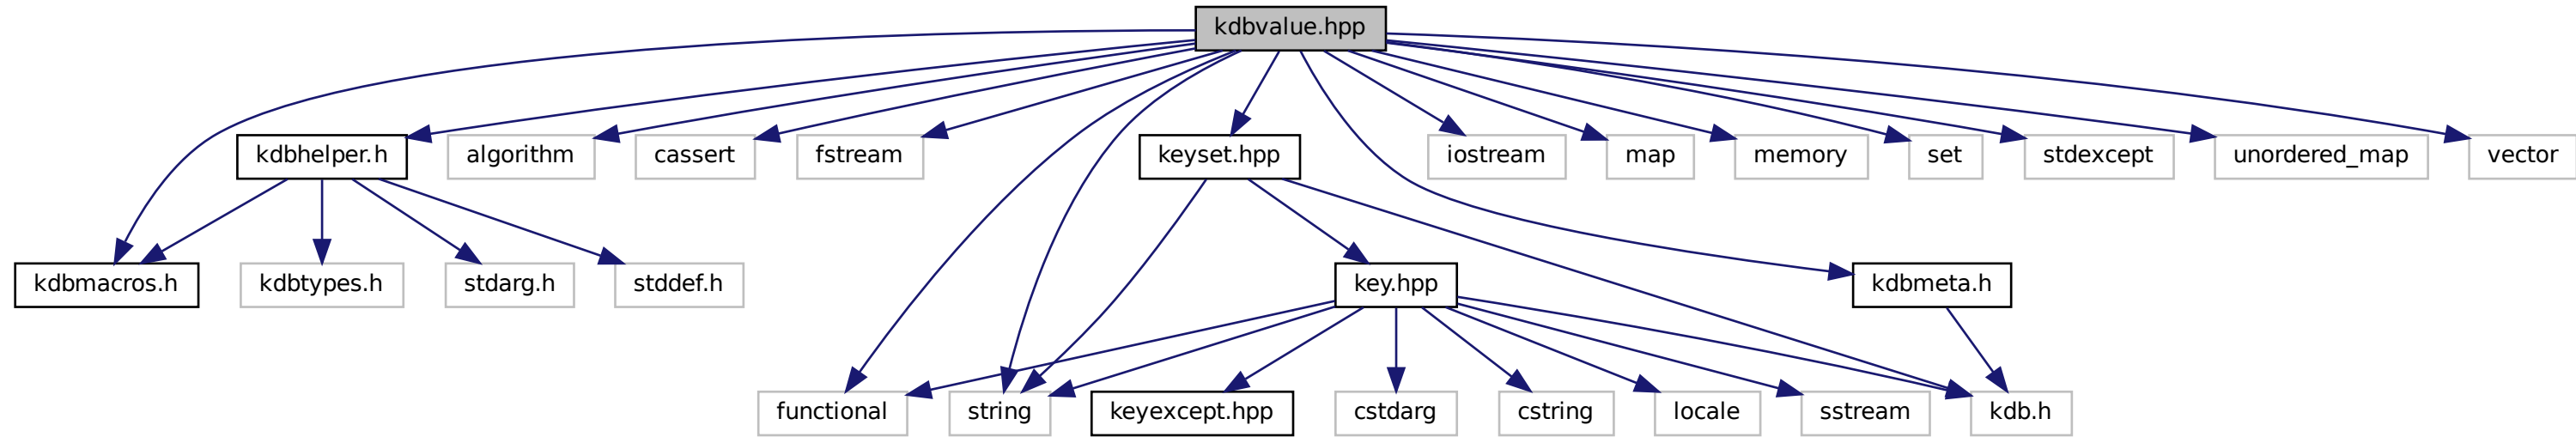 kdbvalue.hpp
kdbhelper.h
algorithm
cassert
fstream
keyset.hpp
iostream
map
memory
set
stdexcept
unordered_map
vector
kdbmacros.h
kdbtypes.h
stdarg.h
stddef.h
key.hpp
kdbmeta.h
functional
string
keyexcept.hpp
cstdarg
cstring
locale
sstream
kdb.h